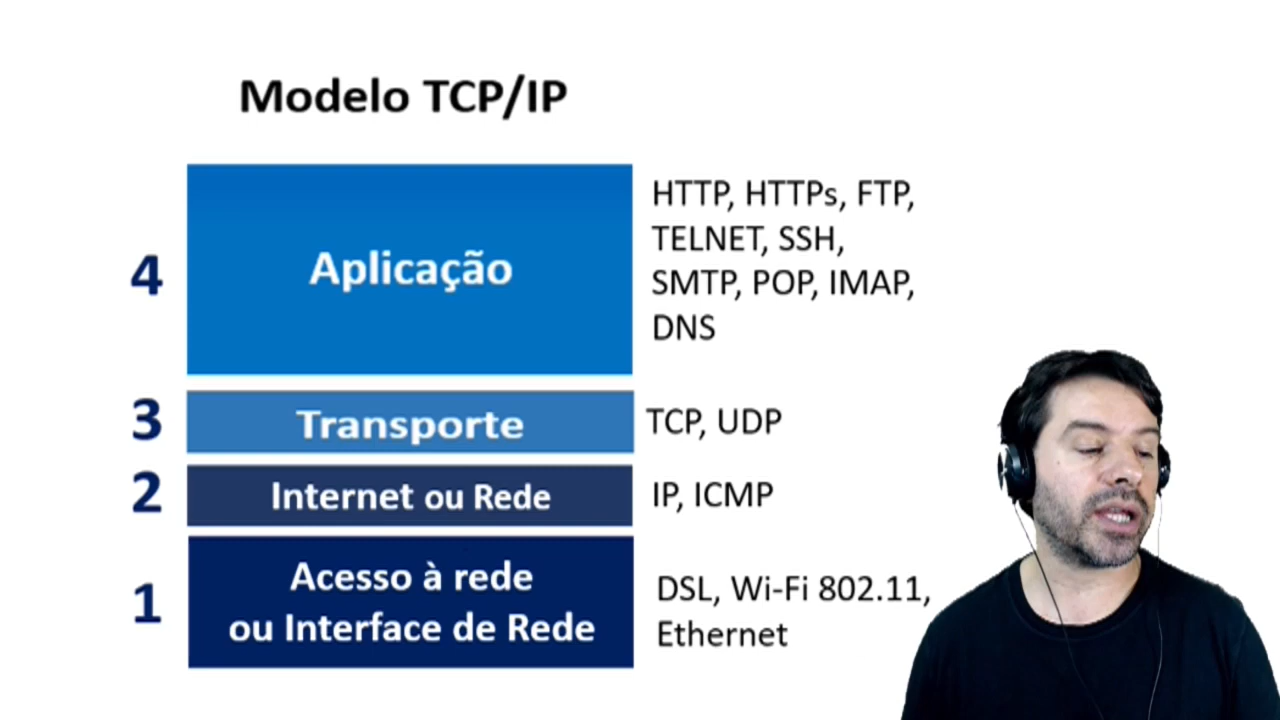 Modelo TCP/IP
4
Aplicação
HTTP, HTTPs, FTP,
TELNET, SSH,
SMTP, POP, IMAP,
DNS
3
Transporte
TCP, UDP
2
Internet ou Rede
IP, ICMP
1
Acesso à rede
ou Interface de Rede
DSL, Wi-Fi 802.11,
Ethernet